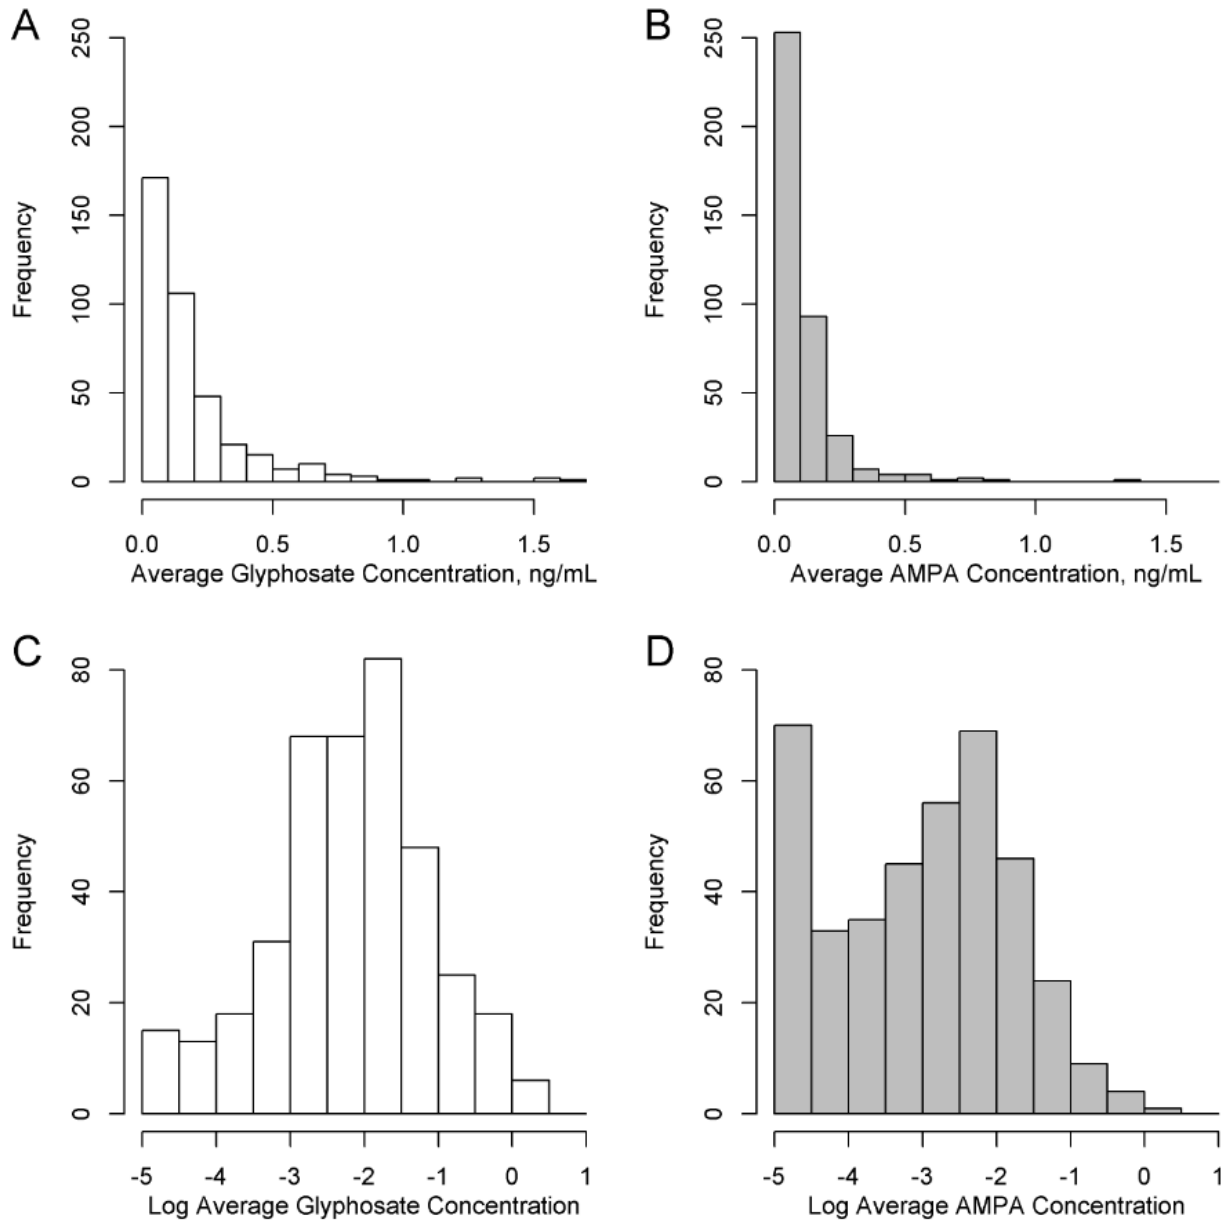 A
Frequency
0 50 100 150 200 250
0.0 0.5 1.0 1.5
Average Glyphosate Concentration, ng/mL
B
Frequency
0 50 100 150 200 250
0.0 0.5 1.0 1.5
Average AMPA Concentration, ng/mL
C
Frequency
0 20 40 60 80
-5 -4 -3 -2 -1 0 1
Log Average Glyphosate Concentration
D
Frequency
0 20 40 60 80
-5 -4 -3 -2 -1 0 1
Log Average AMPA Concentration